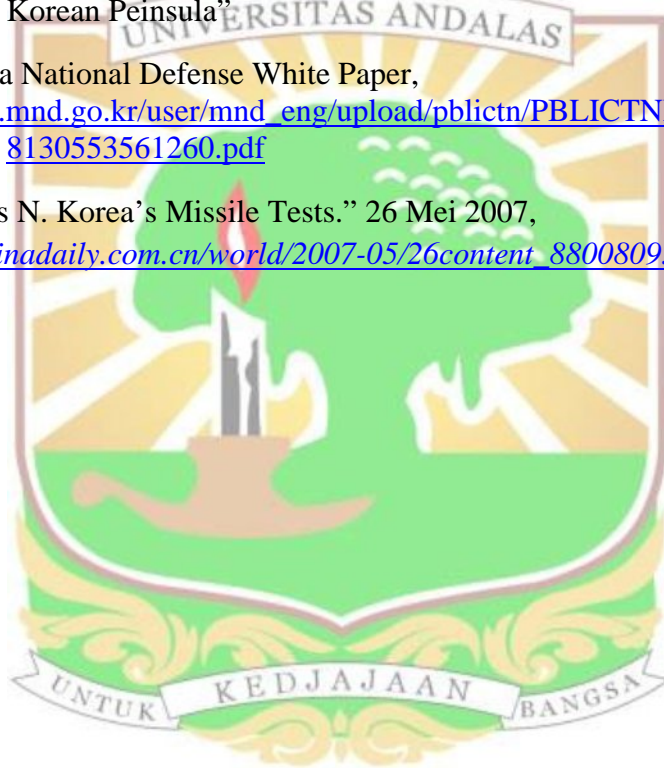 Korean Peinsula”
UNIVERSITAS ANDALAS
a National Defense White Paper,
.mnd.go.kr/user/mnd_eng/upload/pblictn/PBLICTN
8130553561260.pdf
s N. Korea’s Missile Tests.” 26 Mei 2007,
inadaily.com.cn/world/2007-05/26content_8800809
UNTUK KEDJAJAAN BANGSA